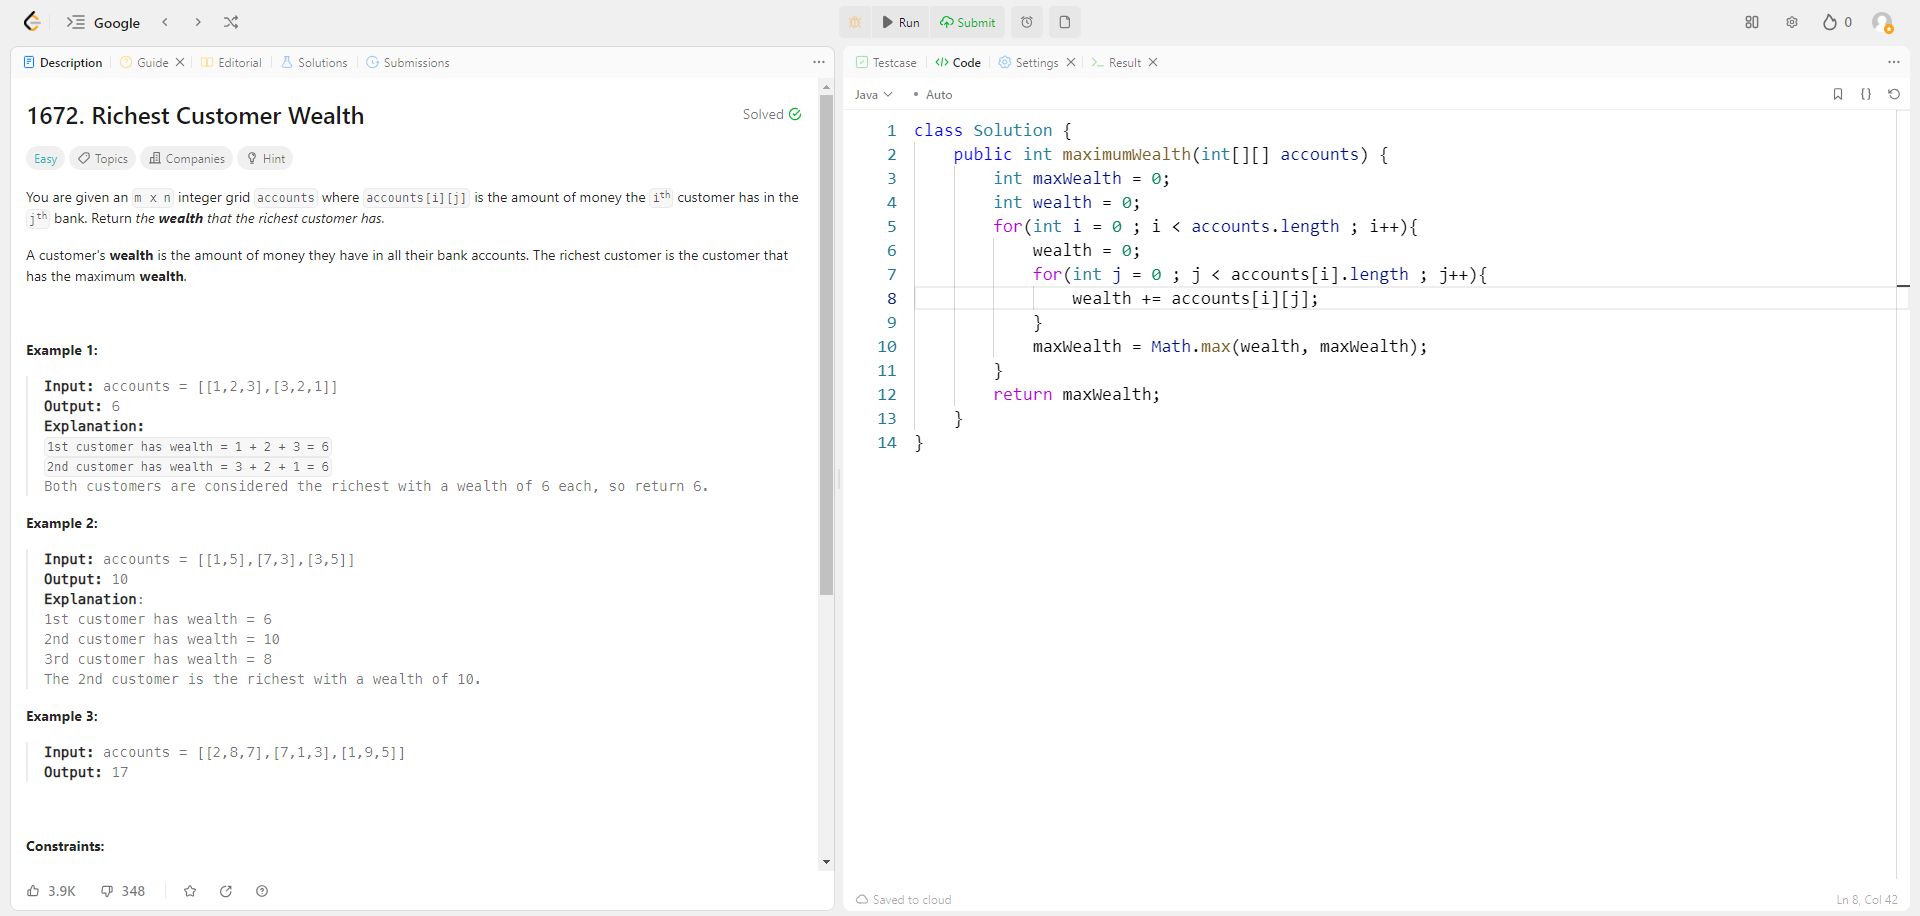 Google
Run
Submit
0
Description
Guide
Editorial
Solutions
Submissions
1672. Richest Customer Wealth
Solved
Easy
Topics
Companies
Hint
You are given an m x n integer grid accounts where accounts[i][j] is the amount of money the ith customer has in the
jth bank. Return the wealth that the richest customer has.
A customer's wealth is the amount of money they have in all their bank accounts. The richest customer is the customer that
has the maximum wealth.
Example 1:
Input: accounts = [[1,2,3],[3,2,1]]
Output: 6
Explanation:
1st customer has wealth = 1 + 2 + 3 = 6
2nd customer has wealth = 3 + 2 + 1 = 6
Both customers are considered the richest with a wealth of 6 each, so return 6.
Example 2:
Input: accounts = [[1,5],[7,3],[3,5]]
Output: 10
Explanation:
1st customer has wealth = 6
2nd customer has wealth = 10
3rd customer has wealth = 8
The 2nd customer is the richest with a wealth of 10.
Example 3:
Input: accounts = [[2,8,7],[7,1,3],[1,9,5]]
Output: 17
Constraints:
3.9K
348
Testcase
Code
Settings
Result
Java
Auto
1 class Solution {
2 public int maximumWealth(int[][] accounts) {
3 int maxWealth = 0;
4 int wealth = 0;
5 for(int i = 0 ; i < accounts.length ; i++){
6 wealth = 0;
7 for(int j = 0 ; j < accounts[i].length ; j++){
8 wealth += accounts[i][j];
9 }
10 maxWealth = Math.max(wealth, maxWealth);
11 }
12 return maxWealth;
13 }
14 }
Saved to cloud
Ln 8, Col 42